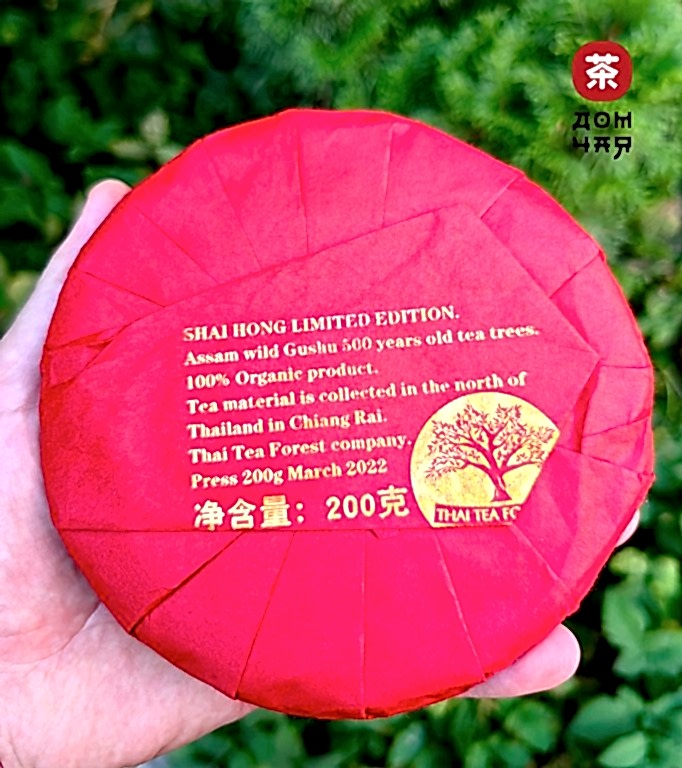 茶
ДОН
ЧАЯ
SHAI HONG LIMITED EDITION.
Assam wild Gushu 500 years old tea trees.
100% Organic product.
Tea material is collected in the north of
Thailand in Chiang Rai.
Thai Tea Forest company.
Press 200g March 2022
净含量：200克
THAI TEA FO